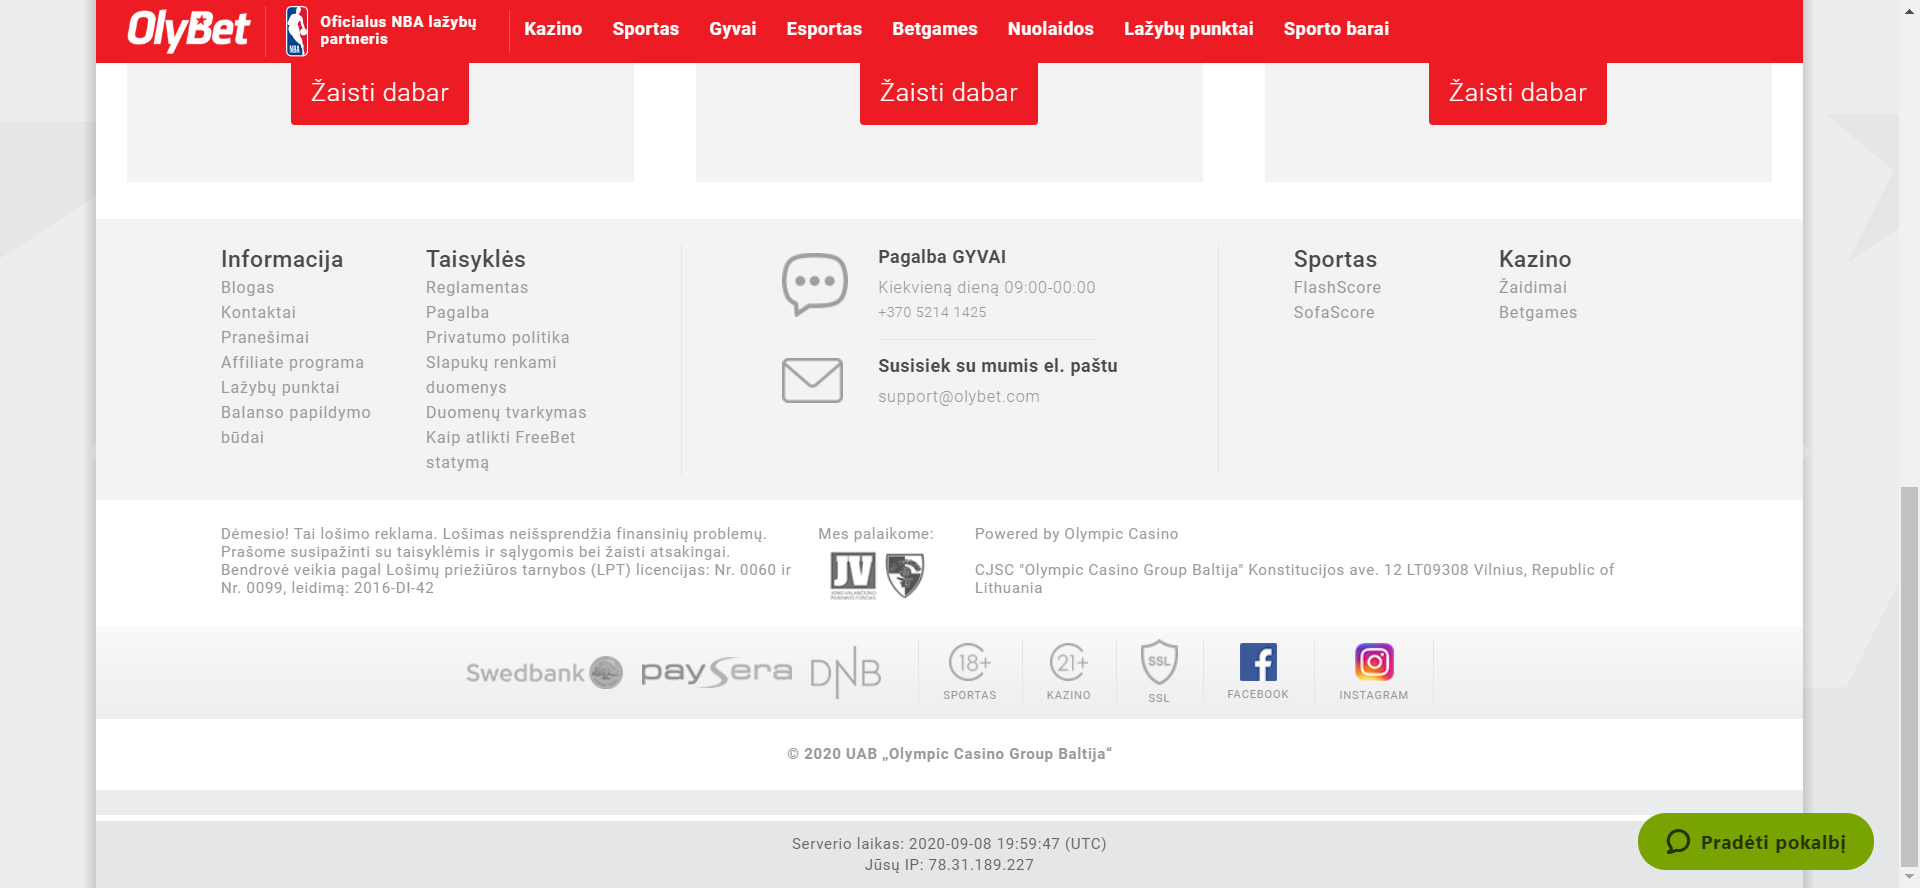 OlyBet
NBA
Oficialus NBA lažybų
partneris
Kazino Sportas Gyvai Esportas Betgames Nuolaidos Lažybų punktai Sporto barai
Žaisti dabar Žaisti dabar Žaisti dabar
Informacija
Blogas
Kontaktai
Pranešimai
Affiliate programa
Lažybų punktai
Balanso papildymo
būdai
Taisyklės
Reglamentas
Pagalba
Privatumo politika
Slapukų renkami
duomenys
Duomenų tvarkymas
Kaip atlikti FreeBet
statymą
Pagalba GYVAI
Kiekvieną dieną 09:00-00:00
+370 5214 1425
Susisiek su mumis el. paštu
support@olybet.com
Sportas
FlashScore
SofaScore
Kazino
Žaidimai
Betgames
Dėmesio! Tai lošimo reklama. Lošimas neišsprendžia finansinių problemų.
Prašome susipažinti su taisyklėmis ir sąlygomis bei žaisti atsakingai.
Bendrovė veikia pagal Lošimų priežiūros tarnybos (LPT) licencijas: Nr. 0060 ir
Nr. 0099, leidimą: 2016-DI-42
Mes palaikome:
JV
Powered by Olympic Casino
CJSC "Olympic Casino Group Baltija" Konstitucijos ave. 12 LT09308 Vilnius, Republic of
Lithuania
Swedbank paysera DNB
18+
SPORTAS
21+
KAZINO
SSL
SSL
FACEBOOK
INSTAGRAM
© 2020 UAB „Olympic Casino Group Baltija“
Serverio laikas: 2020-09-08 19:59:47 (UTC)
Jūsų IP: 78.31.189.227
Pradėti pokalbį